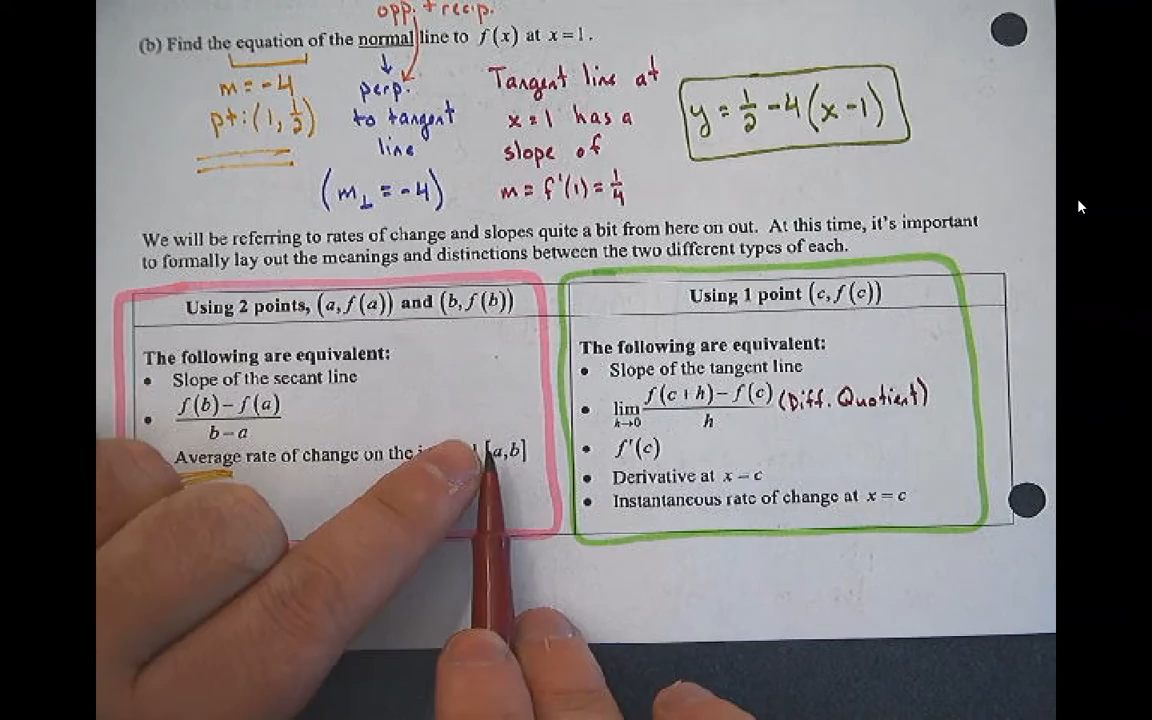 opp. + recip.
(b) Find the equation of the normal line to f(x) at x = 1.
m = -4
pt: (1, 1/2)
perp.
to tangent
line
(m⊥ = -4)
Tangent line at
x = 1 has a
slope of
m = f'(1) = 1/4
y = 1/2 - 4(x - 1)
We will be referring to rates of change and slopes quite a bit from here on out. At this time, it's important
to formally lay out the meanings and distinctions between the two different types of each.
Using 2 points, (a, f(a)) and (b, f(b))
The following are equivalent:
• Slope of the secant line
• f(b) - f(a) / b - a
Average rate of change on the [a,b]
Using 1 point (c, f(c))
The following are equivalent:
• Slope of the tangent line
• lim h→0 f(c + h) - f(c) / h (Diff. Quotient)
• f'(c)
• Derivative at x = c
• Instantaneous rate of change at x = c